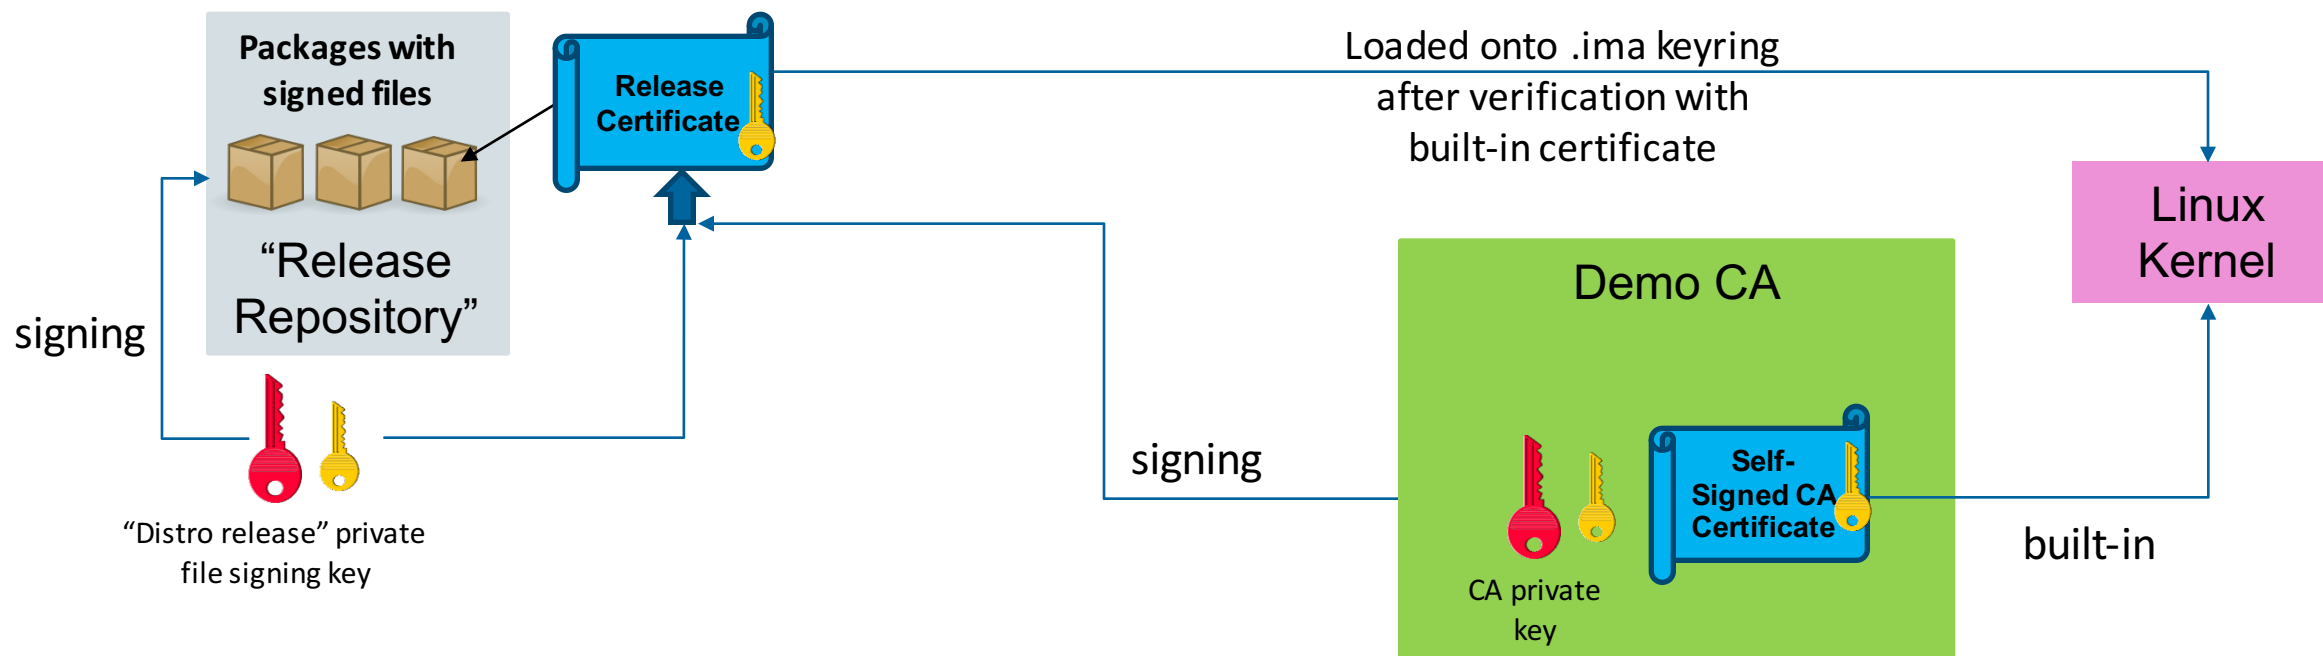 Packages with
signed files
“Release
Repository”
Release
Certificate
Loaded onto .ima keyring
after verification with
built-in certificate
Linux
Kernel
signing
“Distro release” private
file signing key
signing
Demo CA
CA private
key
Self-
Signed CA
Certificate
built-in